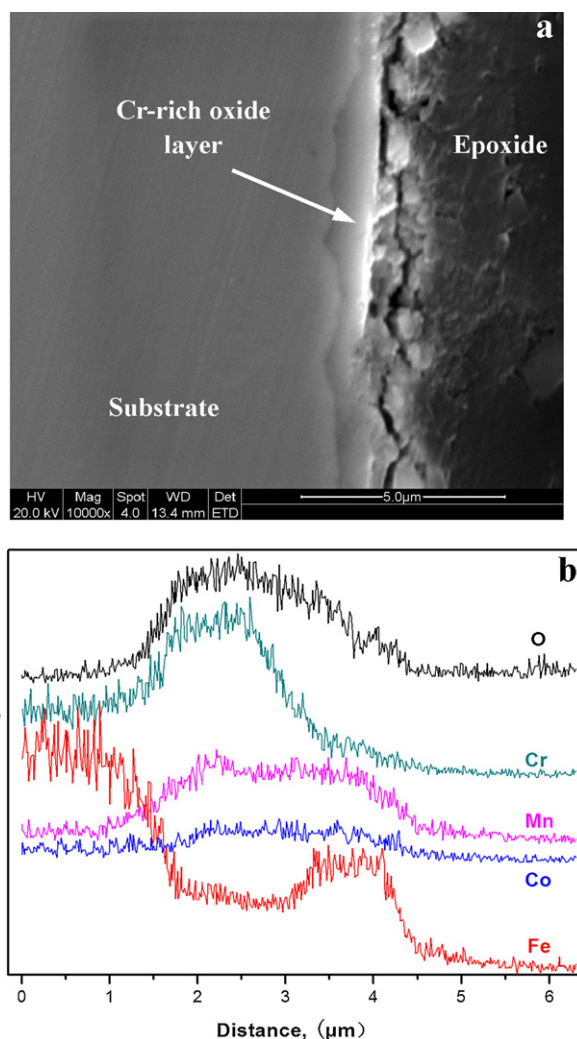 a
Cr-rich oxide
layer
Epoxide
Substrate
HV Mag Spot WD Det
20.0 kV 10000x 4.0 13.4 mm ETD
5.0μm
b
O
Cr
Mn
Co
Fe
0 1 2 3 4 5 6
Distance, (μm)